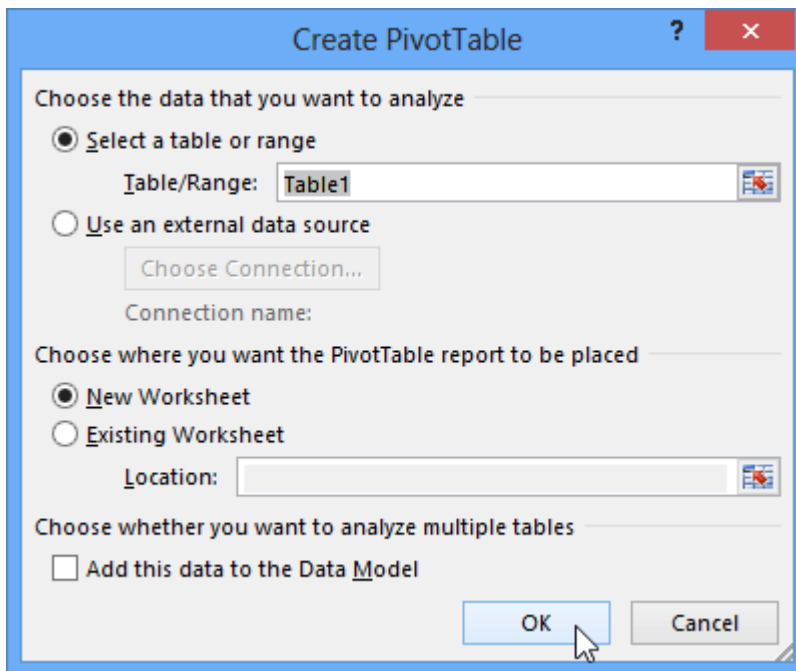 Create PivotTable
?
Choose the data that you want to analyze
Select a table or range
Table/Range: Table1
Use an external data source
Choose Connection...
Connection name:
Choose where you want the PivotTable report to be placed
New Worksheet
Existing Worksheet
Location:
Choose whether you want to analyze multiple tables
Add this data to the Data Model
OK Cancel